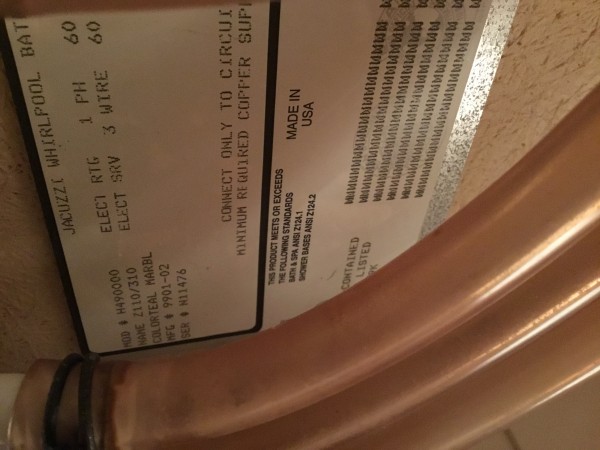 JACUZZI WHIRLPOOL BAT
ELECT RTG 1 PH 60
ELECT SRV 3 WIRE 60
CONNECT ONLY TO CIRCUI
MINIMUM REQUIRED COPPER SUP
MOD # H490000
NAME Z110/310
COLORTEAL MARBL
MFG # 9901-02
SER # N11476
THIS PRODUCT MEETS OR EXCEEDS
THE FOLLOWING STANDARDS
BATH & SPA ANSI Z124.1
SHOWER BASES ANSI Z124.2
MADE IN
USA
CONTAINED
LISTED